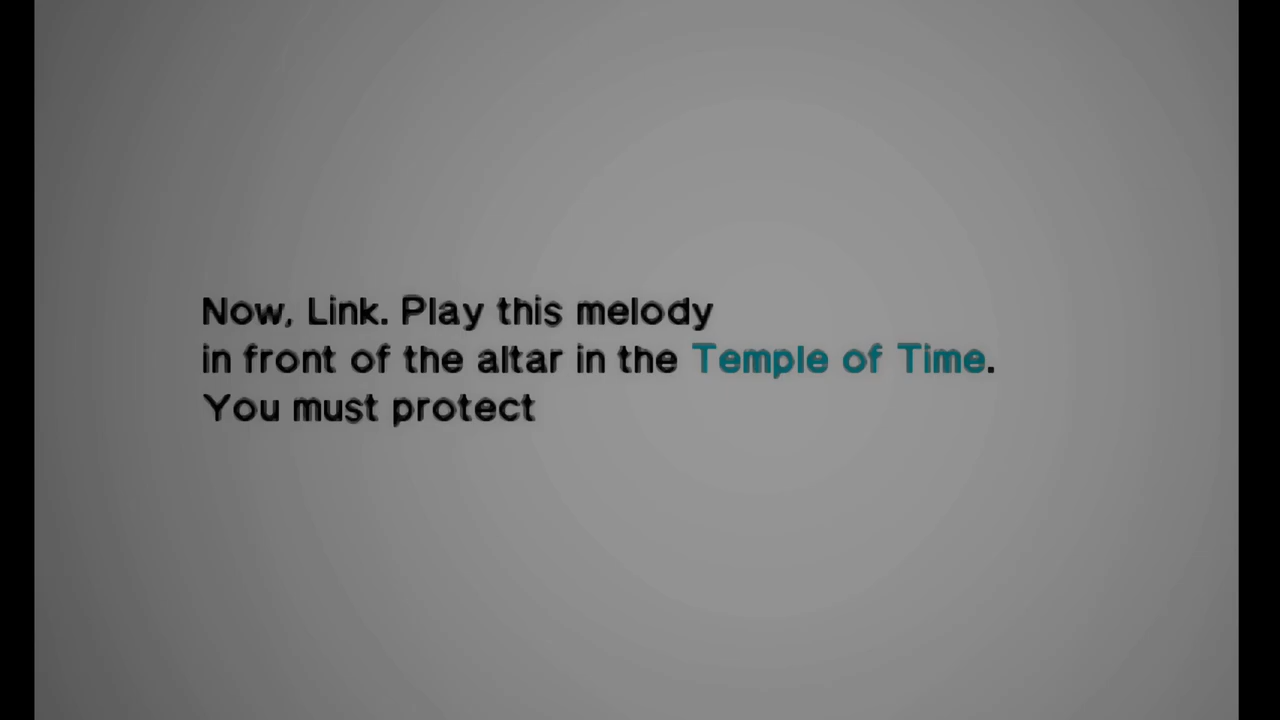 Now, Link. Play this melody
in front of the altar in the Temple of Time.
You must protect